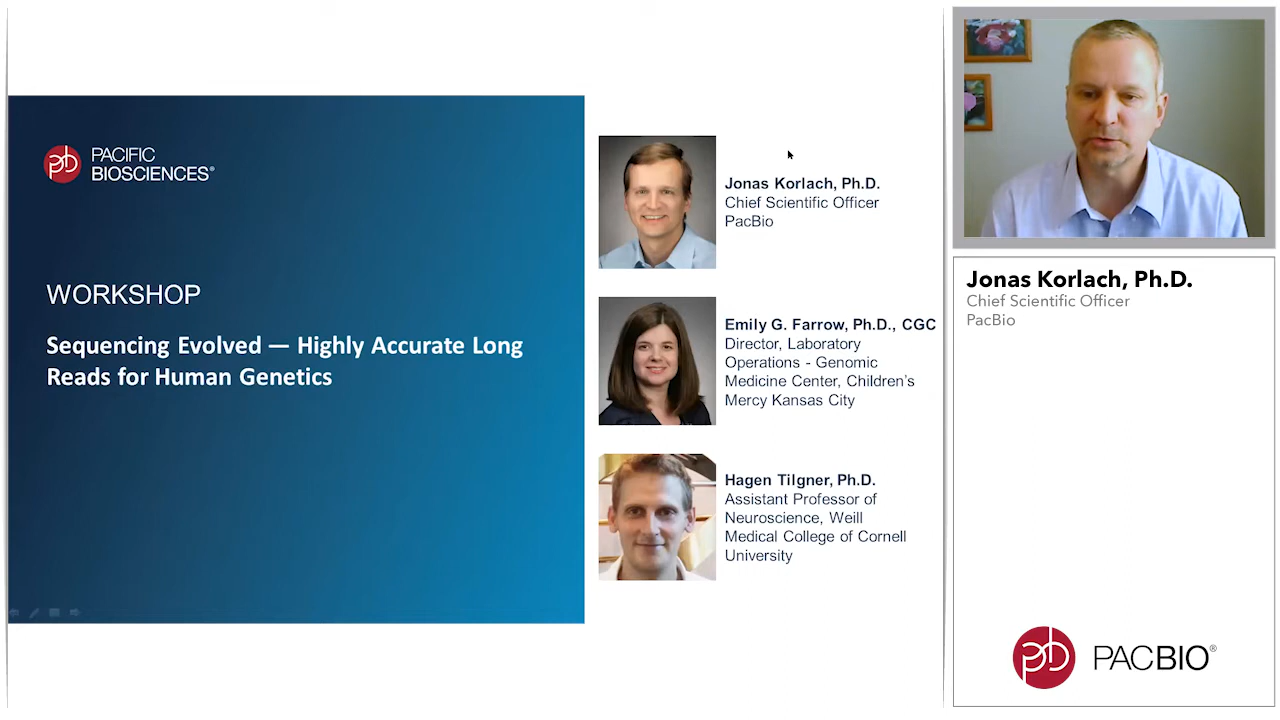 PACIFIC
BIOSCIENCES®
WORKSHOP
Sequencing Evolved — Highly Accurate Long
Reads for Human Genetics
Jonas Korlach, Ph.D.
Chief Scientific Officer
PacBio
Emily G. Farrow, Ph.D., CGC
Director, Laboratory
Operations - Genomic
Medicine Center, Children's
Mercy Kansas City
Hagen Tilgner, Ph.D.
Assistant Professor of
Neuroscience, Weill
Medical College of Cornell
University
Jonas Korlach, Ph.D.
Chief Scientific Officer
PacBio
PACBIO®